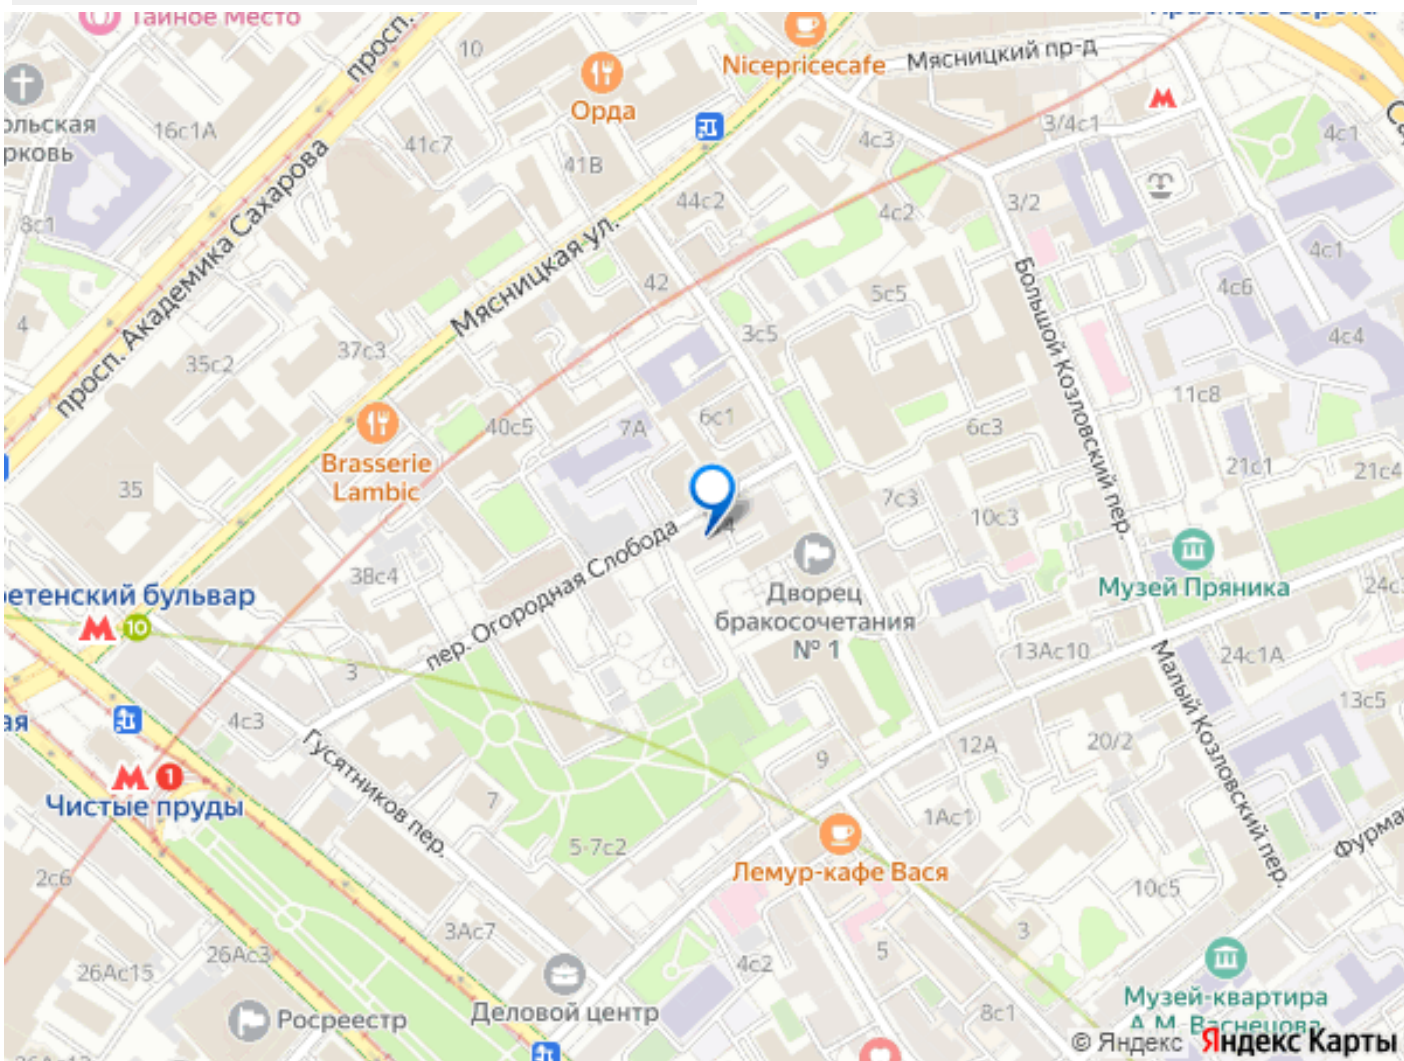 Тайное Место
просп.
10
Орда
Nicepricecafe
Мясницкий пр-д
3/4с1
4с1
16с1А
41с7
41В
4с3
44с2
4с2
3/2
4с1
8с1
просп. Академика Сахарова
Мясницкая ул.
42
5с5
4с6
4
37с3
35с2
3с5
4с4
Большой Козловский пер.
11с8
40с5
7А
6с1
6с3
Brasserie
Lambic
35
21с1
21с4
7с3
10с3
4
пер. Огородная Слобода
38с4
Дворец
бракосочетания
№ 1
Музей Пряника
10
3
13Ас10
24с1А
13с5
4с3
Гусятников пер.
1
Чистые пруды
7
9
12А
20/2
Малый Козловский пер.
5-7с2
1Ас1
Лемур-кафе Вася
2с6
10с5
3Ас7
26Ас3
26Ас15
4с2
5
3
Деловой центр
Росреестр
8с1
Музей-квартира
А.М. Васнецова
© Яндекс Яндекс Карты